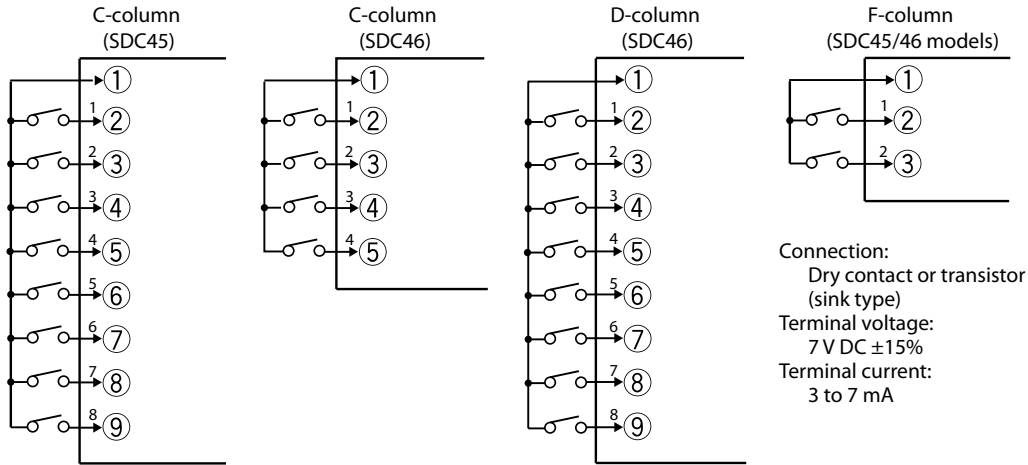 C-column
(SDC45)
1
1 2
2 3
3 4
4 5
5 6
6 7
7 8
8 9
C-column
(SDC46)
1
1 2
2 3
3 4
4 5
D-column
(SDC46)
1
1 2
2 3
3 4
4 5
5 6
6 7
7 8
8 9
F-column
(SDC45/46 models)
1
1 2
2 3
Connection:
Dry contact or transistor
(sink type)
Terminal voltage:
7 V DC ±15%
Terminal current:
3 to 7 mA